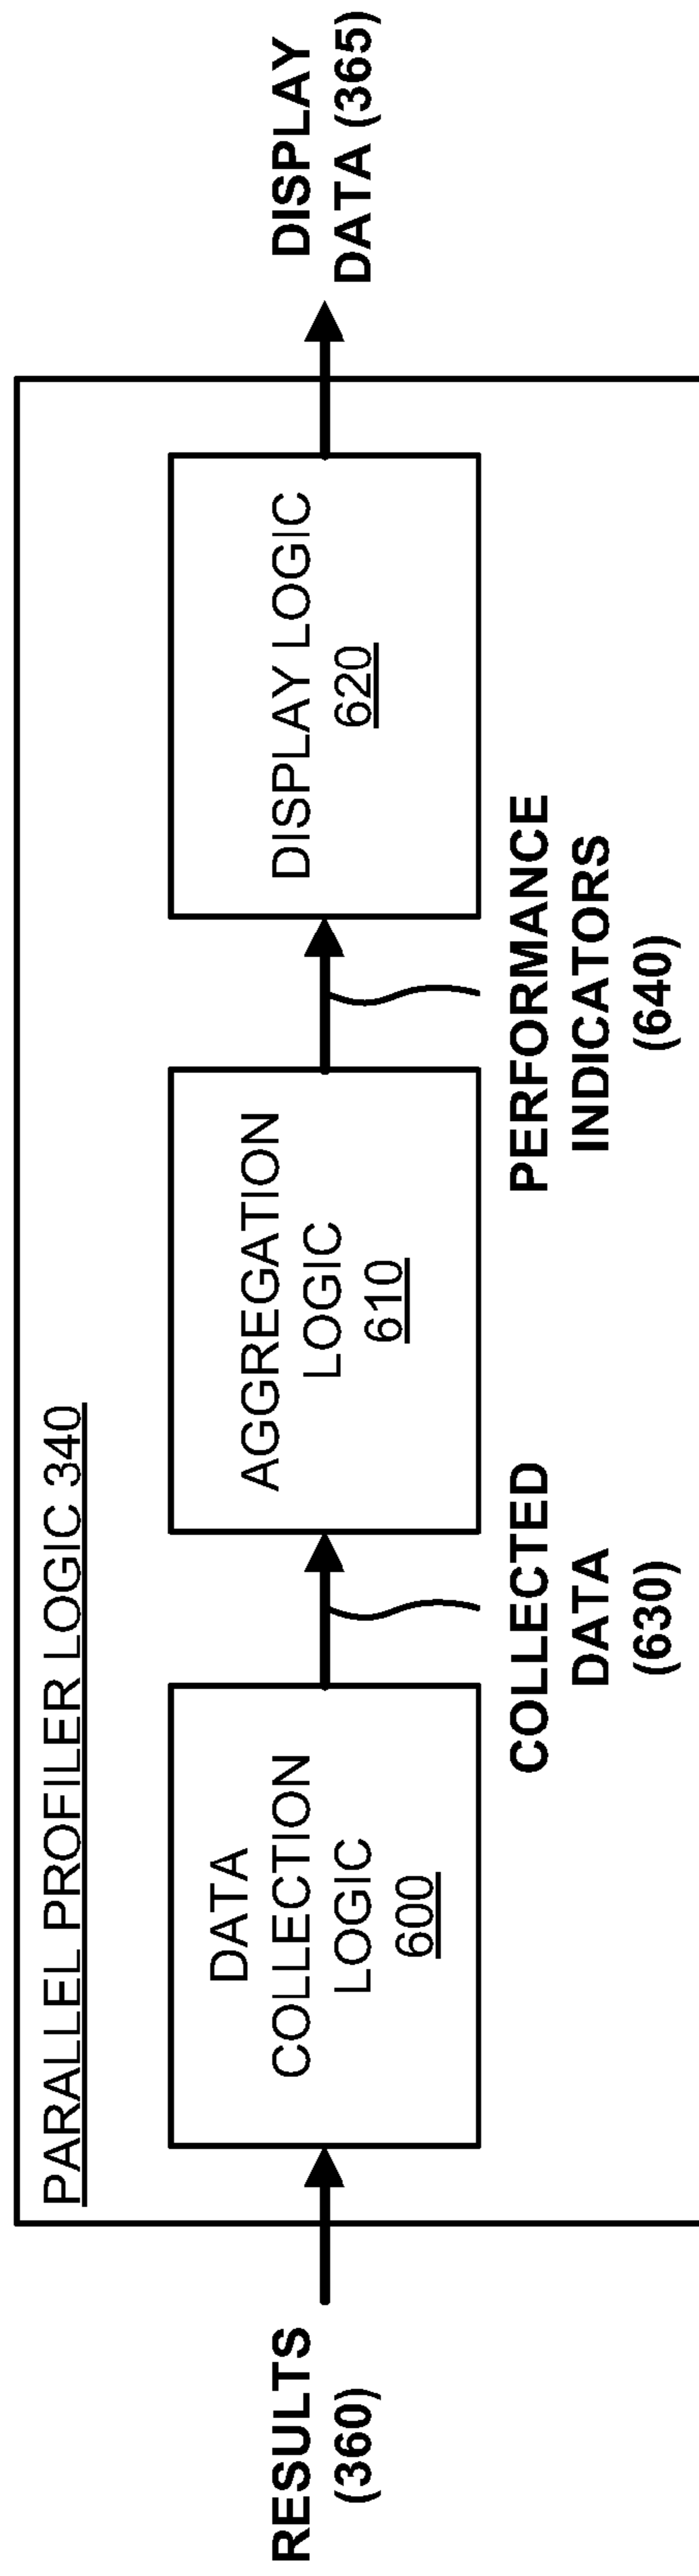 PARALLEL PROFILER LOGIC 340
RESULTS
(360)
DATA
COLLECTION
LOGIC
600
COLLECTED
DATA
(630)
AGGREGATION
LOGIC
610
PERFORMANCE
INDICATORS
(640)
DISPLAY LOGIC
620
DISPLAY
DATA (365)